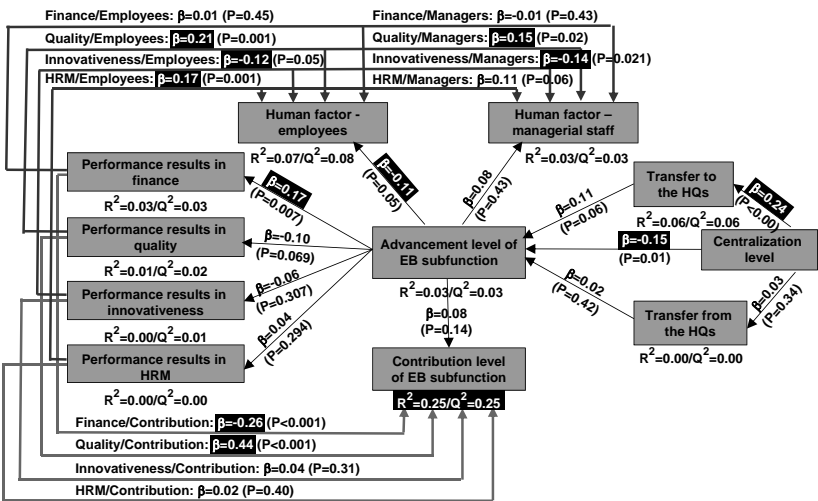 Finance/Employees: β=0.01 (P=0.45)
Quality/Employees: β=0.21 (P=0.001)
Innovativeness/Employees: β=-0.12 (P=0.05)
HRM/Employees: β=0.17 (P=0.001)
Finance/Managers: β=-0.01 (P=0.43)
Quality/Managers: β=0.15 (P=0.02)
Innovativeness/Managers: β=-0.14 (P=0.021)
HRM/Managers: β=0.11 (P=0.06)
Human factor -
employees
R²=0.07/Q²=0.08
Human factor –
managerial staff
R²=0.03/Q²=0.03
Performance results in
finance
R²=0.03/Q²=0.03
Performance results in
quality
R²=0.01/Q²=0.02
Performance results in
innovativeness
R²=0.00/Q²=0.01
Performance results in
HRM
R²=0.00/Q²=0.00
β=0.17
(P=0.007)
β=-0.10
(P=0.069)
β=-0.06
(P=0.307)
β=0.04
(P=0.294)
β=-0.11
(P=0.05)
β=0.08
(P=0.43)
Advancement level of
EB subfunction
R²=0.03/Q²=0.03
β=0.08
(P=0.14)
Contribution level
of EB subfunction
R²=0.25/Q²=0.25
β=0.11
(P=0.06)
β=-0.15
(P=0.01)
β=0.02
(P=0.42)
Transfer to
the HQs
R²=0.06/Q²=0.06
β=0.24
(P<0.00)
Centralization
level
β=0.03
(P=0.34)
Transfer from
the HQs
R²=0.00/Q²=0.00
Finance/Contribution: β=-0.26 (P<0.001)
Quality/Contribution: β=0.44 (P<0.001)
Innovativeness/Contribution: β=0.04 (P=0.31)
HRM/Contribution: β=0.02 (P=0.40)